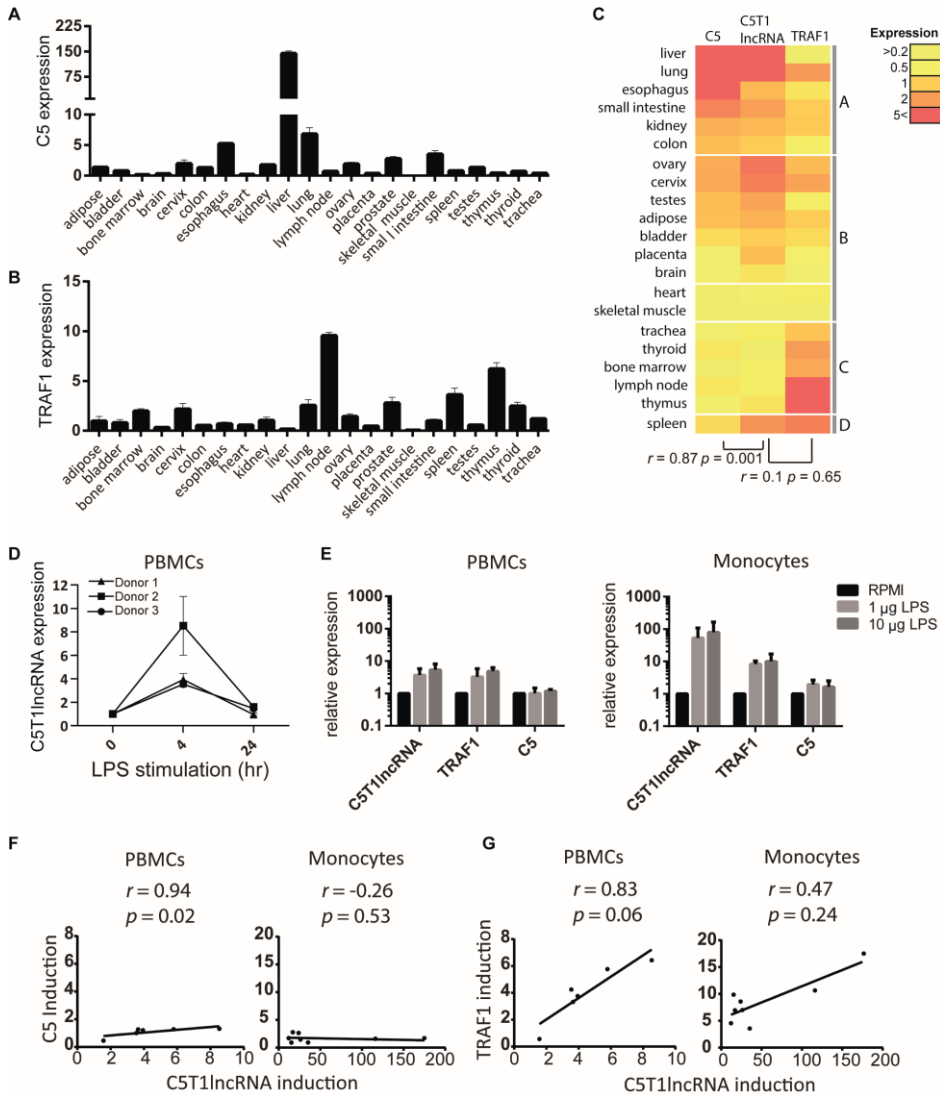 A
C5 expression
150
75
0
10
5
0
adipose
bladder
bone marrow
brain
cervix
colon
esophagus
heart
kidney
liver
lung
lymph node
ovary
placenta
prostate
skeletal muscle
smal l intestine
spleen
testes
thymus
thyroid
trachea
B
TRAF1 expression
15
10
5
0
adipose
bladder
bone marrow
brain
cervix
colon
esophagus
heart
kidney
liver
lung
lymph node
ovary
placenta
prostate
skeletal muscle
small intestine
spleen
testes
thymus
thyroid
trachea
C
C5
C5T1
lncRNA
TRAF1
liver
lung
esophagus
small intestine
kidney
colon
ovary
cervix
testes
adipose
bladder
placenta
brain
heart
skeletal muscle
trachea
thyroid
bone marrow
lymph node
thymus
spleen
A
B
C
D
r = 0.87 p = 0.001
r = 0.1 p = 0.65
Expression
>0.2
0.5
1
2
5<
D
PBMCs
C5T1lncRNA expression
12
10
8
6
4
2
0
Donor 1
Donor 2
Donor 3
0
4
24
LPS stimulation (hr)
E
PBMCs
relative expression
1000
100
10
1
0.1
C5T1lncRNA
TRAF1
C5
Monocytes
relative expression
1000
100
10
1
0.1
C5T1lncRNA
TRAF1
C5
RPMI
1 µg LPS
10 µg LPS
F
PBMCs
r = 0.94
p = 0.02
C5 Induction
8
6
4
2
0
0 2 4 6 8 10
Monocytes
r = -0.26
p = 0.53
20
15
10
5
0
0 50 100 150 200
C5T1lncRNA induction
G
PBMCs
r = 0.83
p = 0.06
TRAF1 induction
8
6
4
2
0
0 2 4 6 8 10
Monocytes
r = 0.47
p = 0.24
20
15
10
5
0
0 50 100 150 200
C5T1lncRNA induction